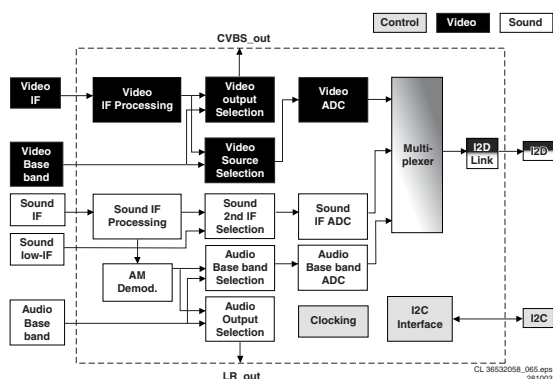 Control
Video
Sound
CVBS_out
Video
IF
Video
IF Processing
Video
output
Selection
Video
ADC
Video
Base
band
Video
Source
Selection
Multi-
plexer
I2D
Link
I2D
Sound
IF
Sound IF
Processing
Sound
2nd IF
Selection
Sound
IF ADC
Sound
low-IF
AM
Demod.
Audio
Base band
Selection
Audio
Base band
ADC
Audio
Base
band
Audio
Output
Selection
Clocking
I2C
Interface
I2C
LR_out
CL 36532058_065.eps
281003